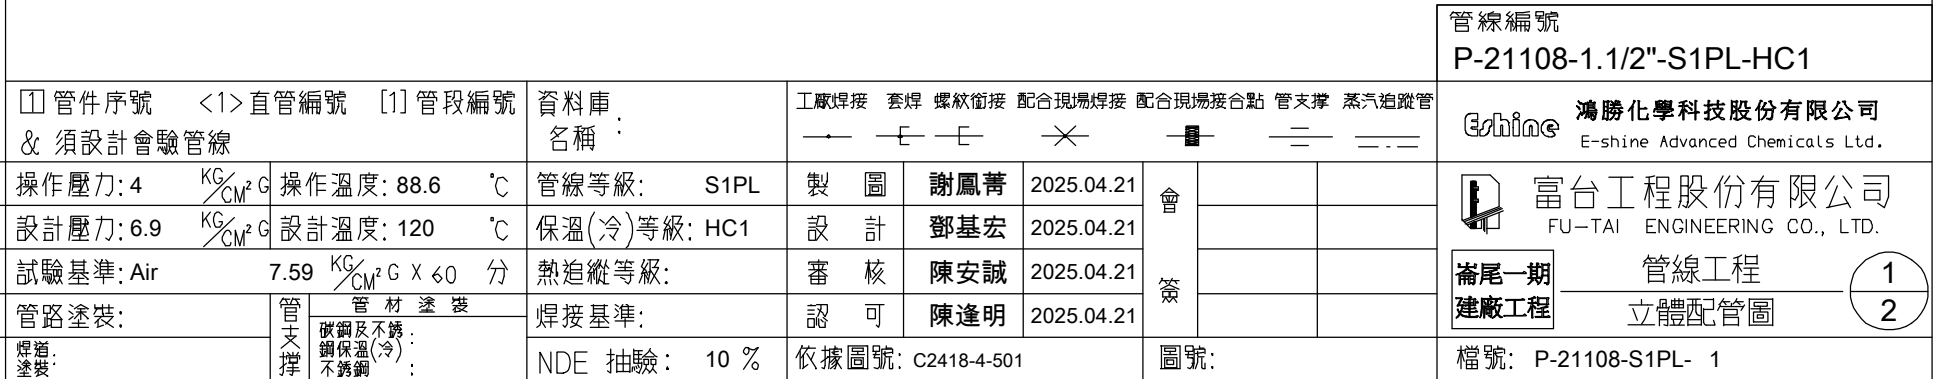 管線編號
P-21108-1.1/2"-S1PL-HC1
1 管件序號 <1>直管編號 [1]管段編號
& 須設計會驗管線
資料庫
名稱 :
工廠焊接 套焊 螺紋銜接 配合現場焊接 配合現場接合點 管支撐 蒸汽追蹤管
Eshine 鴻勝化學科技股份有限公司
E-shine Advanced Chemicals Ltd.
操作壓力: 4 KG/CM² G 操作溫度: 88.6 °C 管線等級: S1PL 製圖 謝鳳菁 2025.04.21
設計壓力: 6.9 KG/CM² G 設計溫度: 120 °C 保溫(冷)等級: HC1 設計 鄧基宏 2025.04.21
試驗基準: Air 7.59 KG/CM² G X 60 分 熱追縱等級: 審核 陳安誠 2025.04.21
管路塗裝: 焊接基準: 認可 陳逢明 2025.04.21
會簽
富台工程股份有限公司
FU-TAI ENGINEERING CO., LTD.
崙尾一期
建廠工程
管線工程
立體配管圖
1
2
管支撐
管材塗裝
碳鋼及不銹
鋼保溫(冷) :
不銹鋼 :
焊道
塗裝:
NDE 抽驗: 10 % 依據圖號: C2418-4-501 圖號: 檔號: P-21108-S1PL- 1